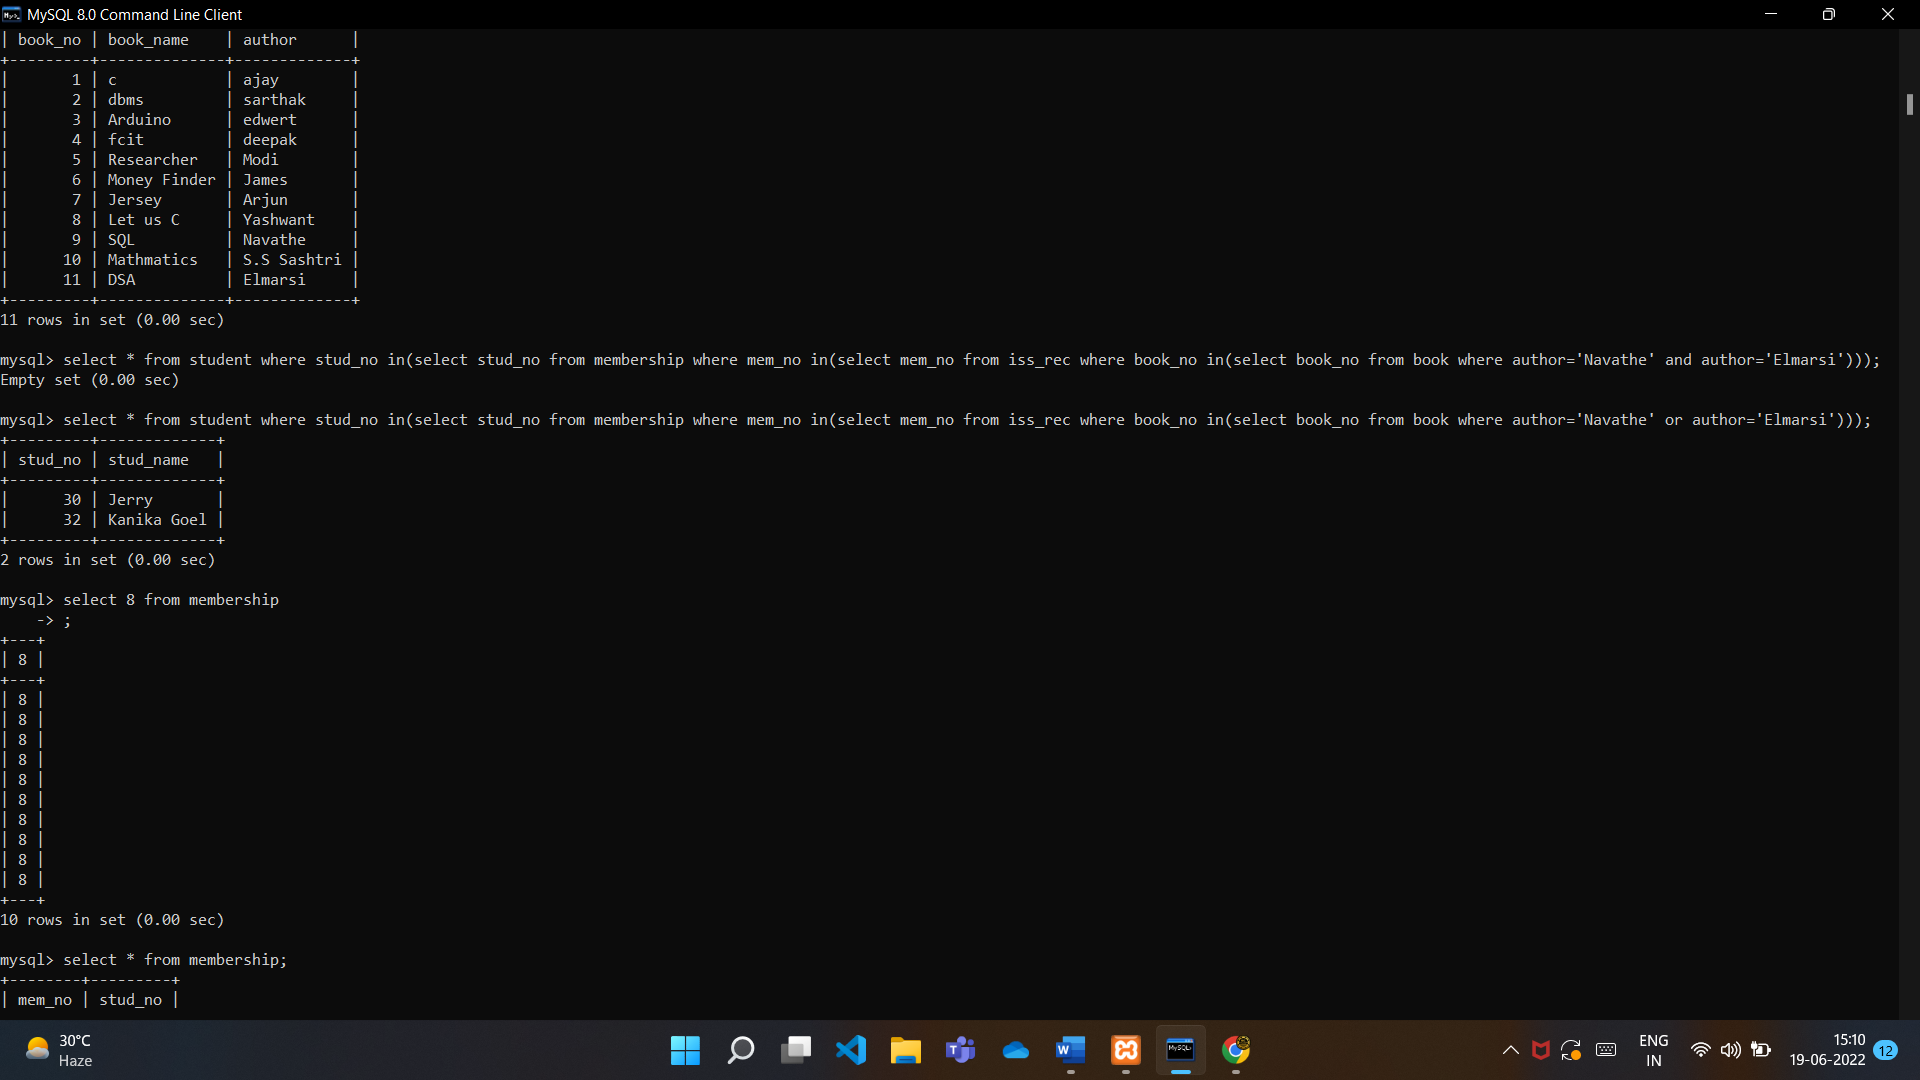 MySQL 8.0 Command Line Client
| book_no | book_name    | author      |
+---------+--------------+-------------+
|       1 | c            | ajay        |
|       2 | dbms         | sarthak     |
|       3 | Arduino      | edwert      |
|       4 | fcit         | deepak      |
|       5 | Researcher   | Modi        |
|       6 | Money Finder | James       |
|       7 | Jersey       | Arjun       |
|       8 | Let us C     | Yashwant    |
|       9 | SQL          | Navathe     |
|      10 | Mathmatics   | S.S Sashtri |
|      11 | DSA          | Elmarsi     |
+---------+--------------+-------------+
11 rows in set (0.00 sec)
mysql> select * from student where stud_no in(select stud_no from membership where mem_no in(select mem_no from iss_rec where book_no in(select book_no from book where author='Navathe' and author='Elmarsi')));
Empty set (0.00 sec)
mysql> select * from student where stud_no in(select stud_no from membership where mem_no in(select mem_no from iss_rec where book_no in(select book_no from book where author='Navathe' or author='Elmarsi')));
+---------+-------------+
| stud_no | stud_name   |
+---------+-------------+
|      30 | Jerry       |
|      32 | Kanika Goel |
+---------+-------------+
2 rows in set (0.00 sec)
mysql> select 8 from membership
    -> ;
+---+
| 8 |
+---+
| 8 |
| 8 |
| 8 |
| 8 |
| 8 |
| 8 |
| 8 |
| 8 |
| 8 |
| 8 |
+---+
10 rows in set (0.00 sec)
mysql> select * from membership;
+--------+---------+
| mem_no | stud_no |
30°C
Haze
ENG
IN
15:10
19-06-2022
12